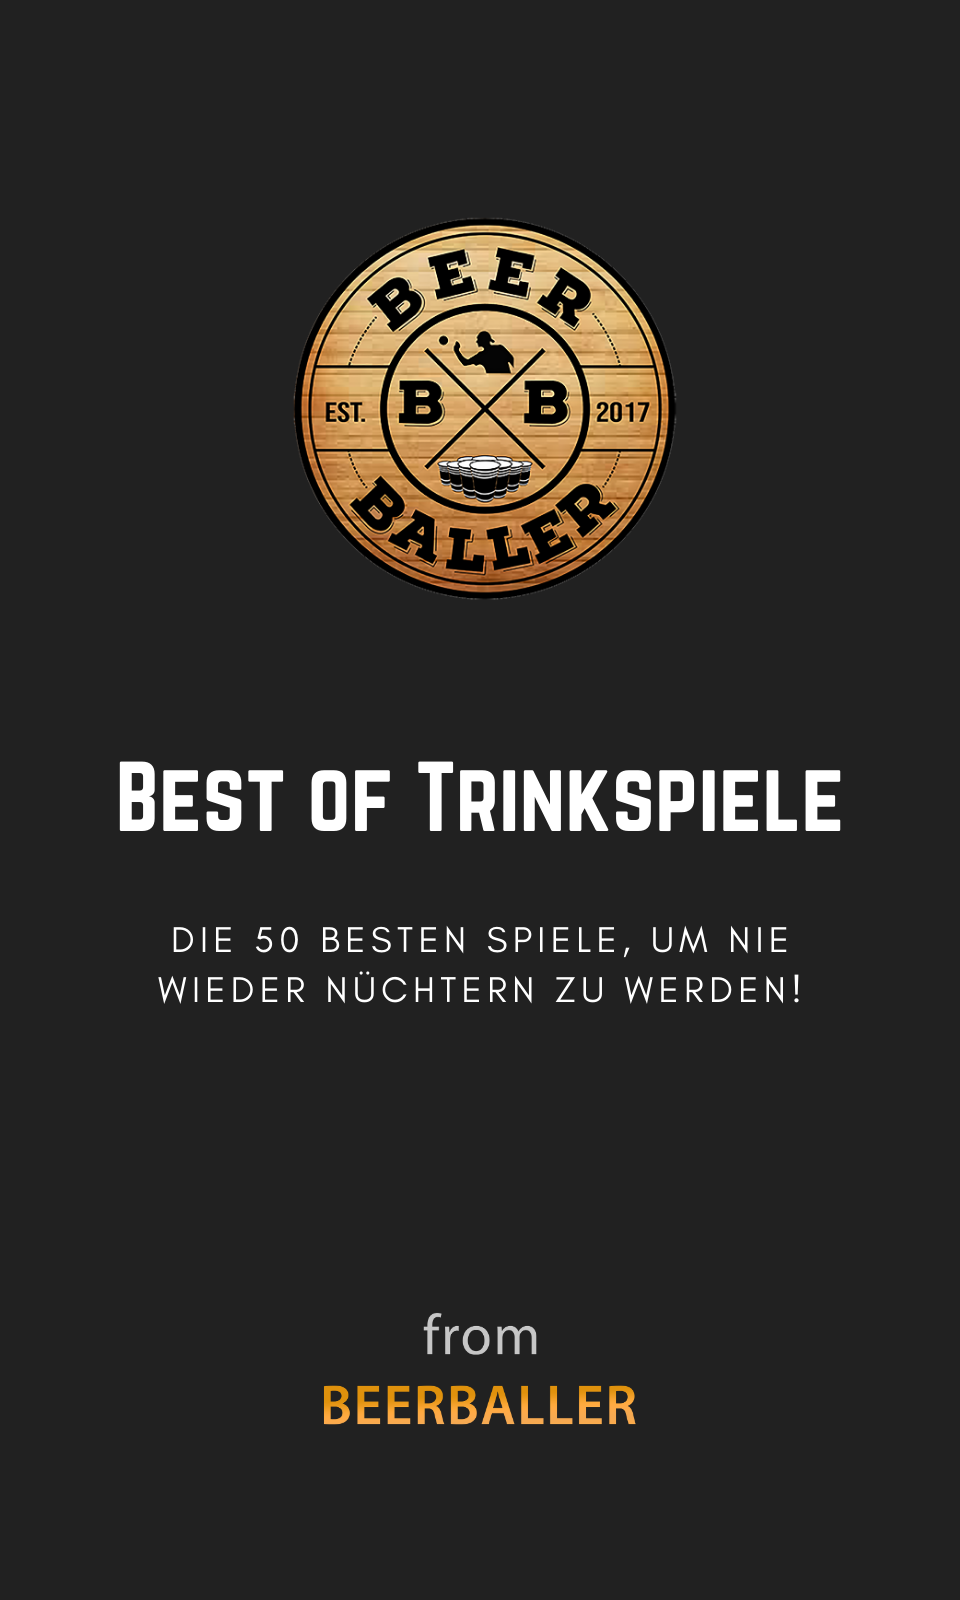 BEER
B B
EST. 2017
BALLER
BEST OF TRINKSPIELE
DIE 50 BESTEN SPIELE, UM NIE
WIEDER NÜCHTERN ZU WERDEN!
from
BEERBALLER